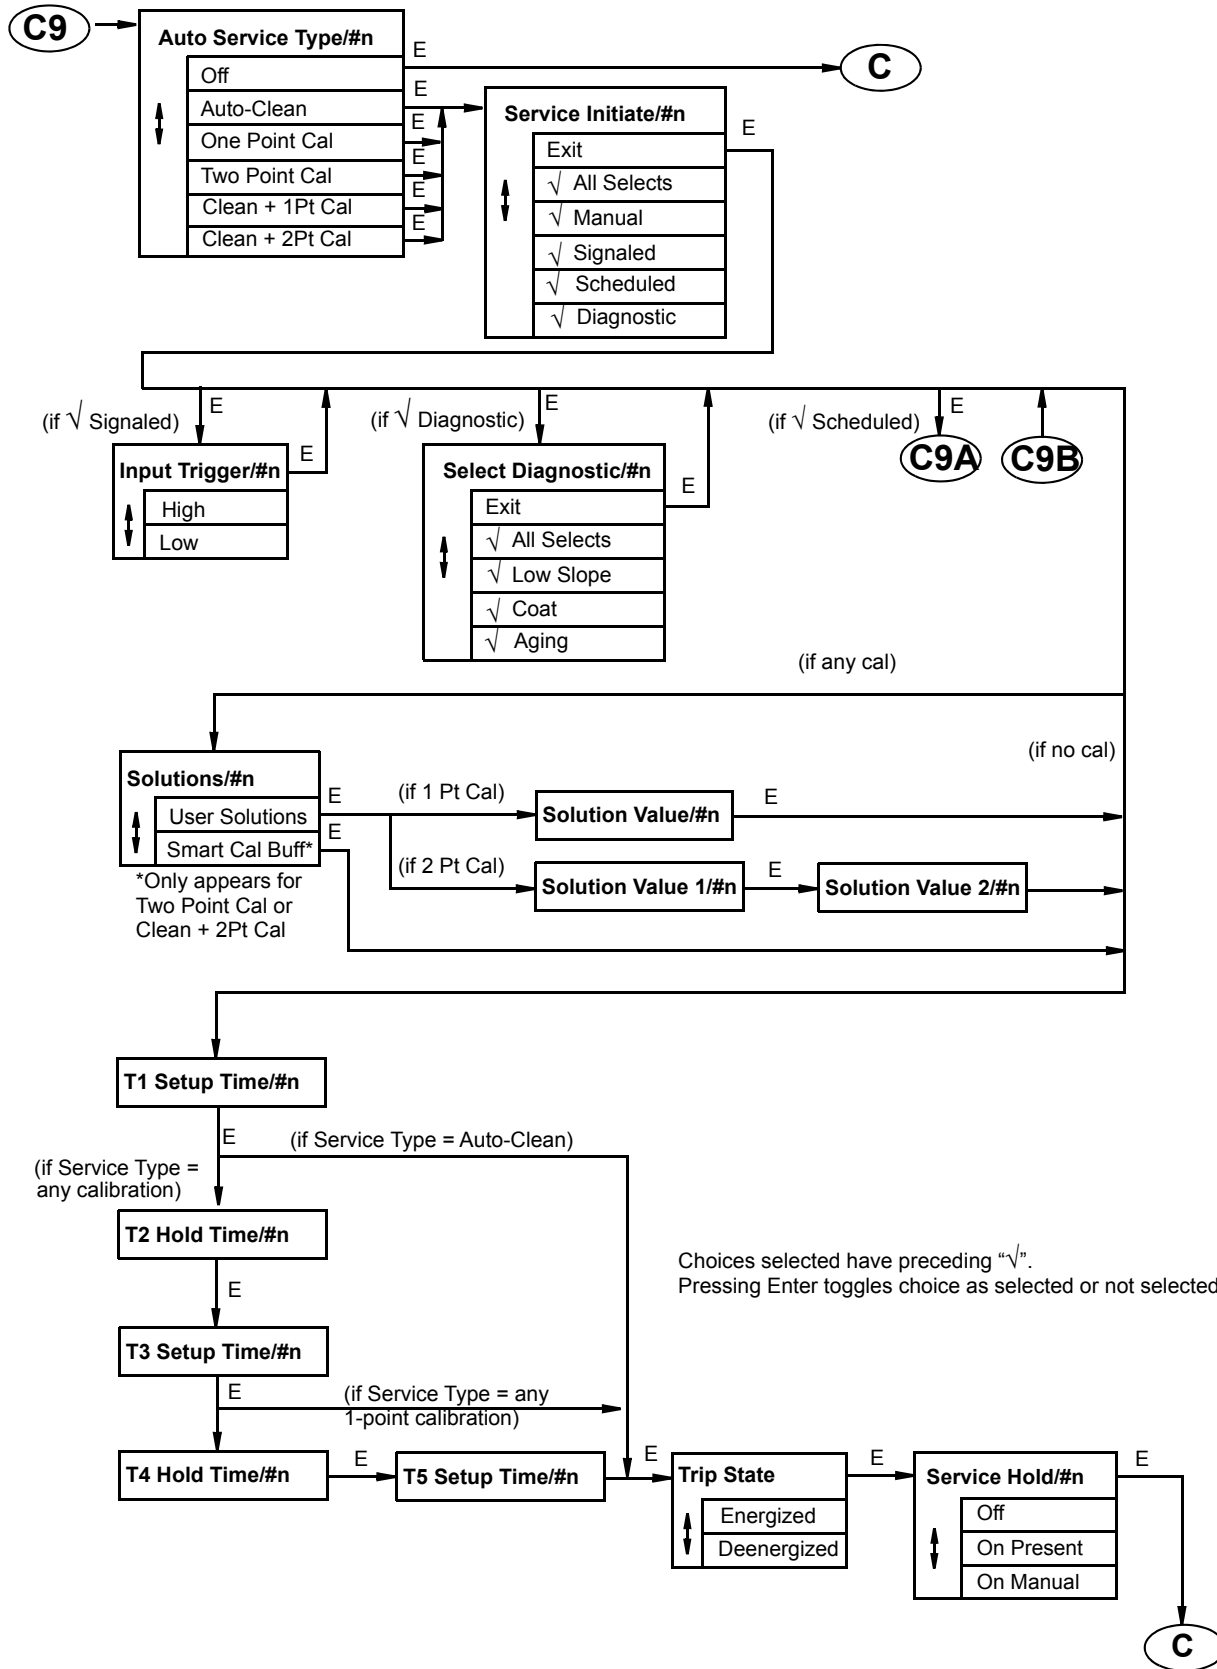 C9
Auto Service Type/#n
E
Off
C
E
Auto-Clean
Service Initiate/#n
E
E
One Point Cal
Exit
E
Two Point Cal
√ All Selects
E
Clean + 1Pt Cal
√ Manual
E
Clean + 2Pt Cal
√ Signaled
√ Scheduled
√ Diagnostic
(if √ Signaled)
E
(if √ Diagnostic)
E
(if √ Scheduled)
E
Input Trigger/#n
E
Select Diagnostic/#n
E
C9A
C9B
High
Low
Exit
√ All Selects
√ Low Slope
√ Coat
√ Aging
(if any cal)
(if no cal)
Solutions/#n
User Solutions
E
(if 1 Pt Cal)
Solution Value/#n
E
Smart Cal Buff*
E
(if 2 Pt Cal)
Solution Value 1/#n
E
Solution Value 2/#n
*Only appears for
Two Point Cal or
Clean + 2Pt Cal
T1 Setup Time/#n
E
(if Service Type = Auto-Clean)
(if Service Type =
any calibration)
T2 Hold Time/#n
E
Choices selected have preceding “√”.
Pressing Enter toggles choice as selected or not selected
T3 Setup Time/#n
E
(if Service Type = any
1-point calibration)
T4 Hold Time/#n
E
T5 Setup Time/#n
E
Trip State
E
Service Hold/#n
E
Energized
Deenergized
Off
On Present
On Manual
C